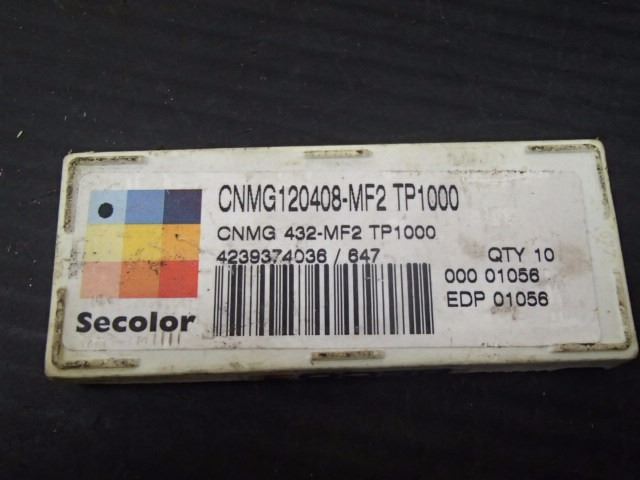 CNMG120408-MF2 TP1000
CNMG 432-MF2 TP1000
4239374036 / 647
QTY 10
000 01056
EDP 01056
Secolor